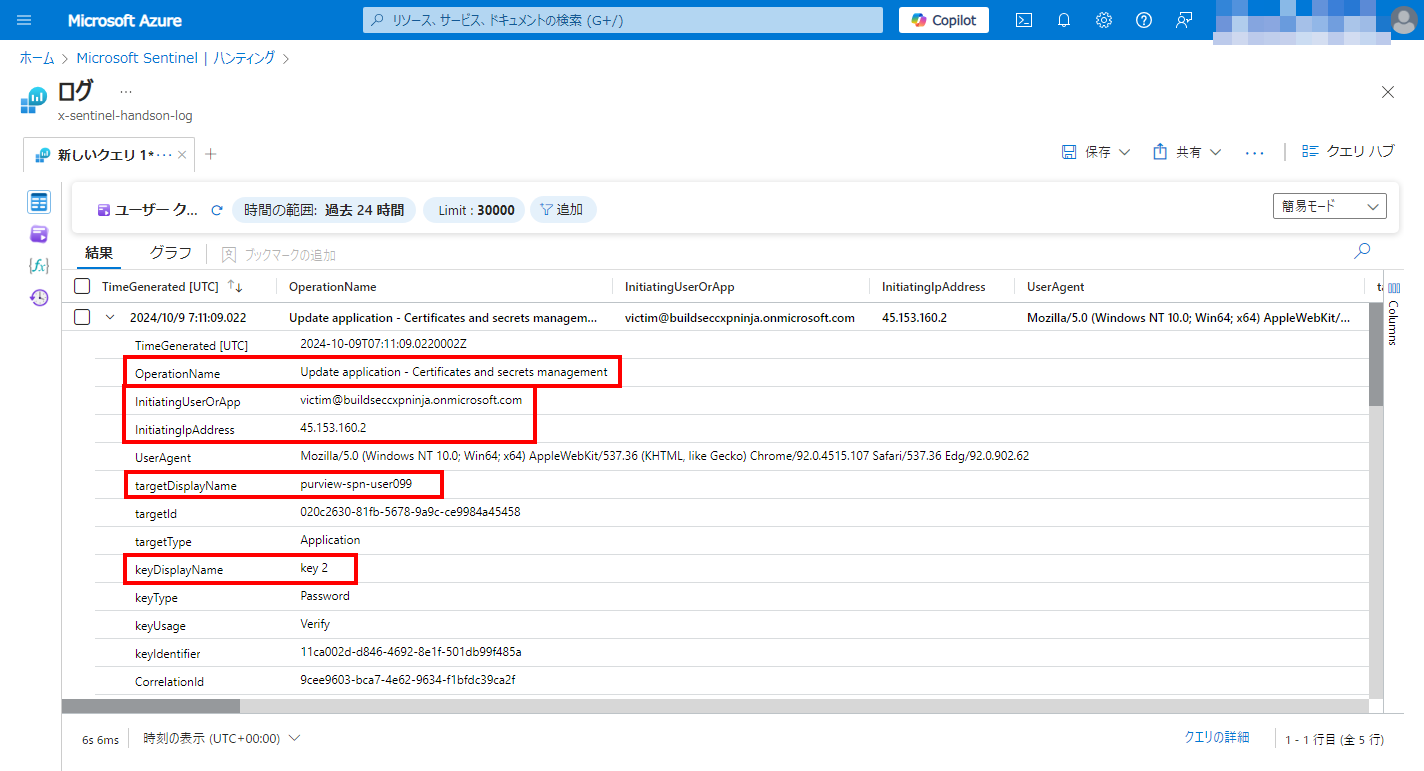 Microsoft Azure
リソース、サービス、ドキュメントの検索 (G+/)
Copilot
ホーム > Microsoft Sentinel | ハンティング >
ログ ...
x-sentinel-handson-log
新しいクエリ 1*...
保存
共有
...
クエリ ハブ
ユーザー ク...
時間の範囲: 過去 24 時間
Limit : 30000
追加
簡易モード
結果
グラフ
ブックマークの追加
TimeGenerated [UTC] OperationName InitiatingUserOrApp InitiatingIpAddress UserAgent
Columns
2024/10/9 7:11:09.022 Update application - Certificates and secrets managem... victim@buildseccxpninja.onmicrosoft.com 45.153.160.2 Mozilla/5.0 (Windows NT 10.0; Win64; x64) AppleWebKit/...
TimeGenerated [UTC] 2024-10-09T07:11:09.0220002Z
OperationName Update application - Certificates and secrets management
InitiatingUserOrApp victim@buildseccxpninja.onmicrosoft.com
InitiatingIpAddress 45.153.160.2
UserAgent Mozilla/5.0 (Windows NT 10.0; Win64; x64) AppleWebKit/537.36 (KHTML, like Gecko) Chrome/92.0.4515.107 Safari/537.36 Edg/92.0.902.62
targetDisplayName purview-spn-user099
targetId 020c2630-81fb-5678-9a9c-ce9984a45458
targetType Application
keyDisplayName key 2
keyType Password
keyUsage Verify
keyIdentifier 11ca002d-d846-4692-8e1f-501db99f485a
CorrelationId 9cee9603-bca7-4e62-9634-f1bfdc39ca2f
6s 6ms
時刻の表示 (UTC+00:00)
クエリの詳細
1 - 1 行目 (全 5 行)